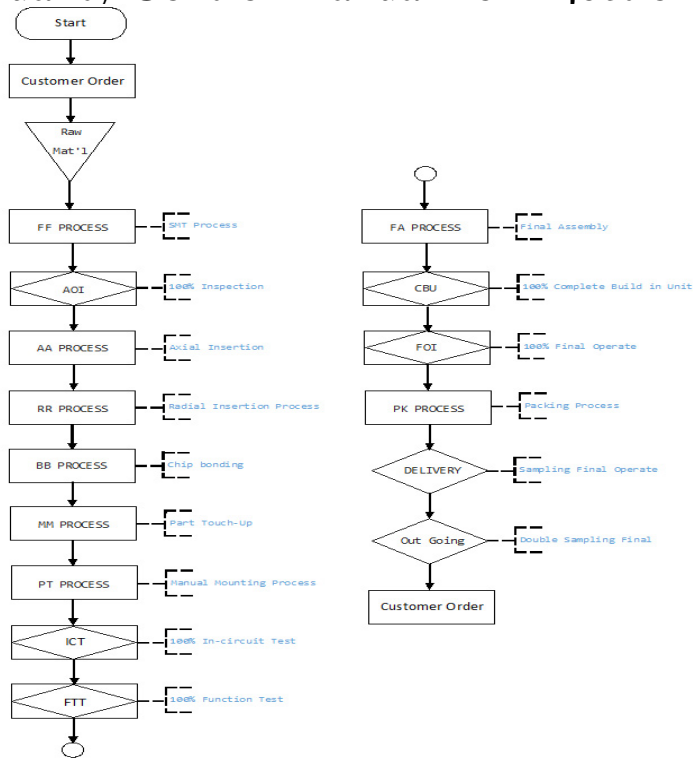 Start
Customer Order
Raw
Mat'l
FF PROCESS
SMT Process
AOI
100% Inspection
AA PROCESS
Axial Insertion
RR PROCESS
Radial Insertion Process
BB PROCESS
Chip bonding
MM PROCESS
Part Touch-Up
PT PROCESS
Manual Mounting Process
ICT
100% In-circuit Test
FTT
100% Function Test
FA PROCESS
Final Assembly
CBU
100% Complete Build in Unit
FOI
100% Final Operate
PK PROCESS
Packing Process
DELIVERY
Sampling Final Operate
Out Going
Double Sampling Final
Customer Order